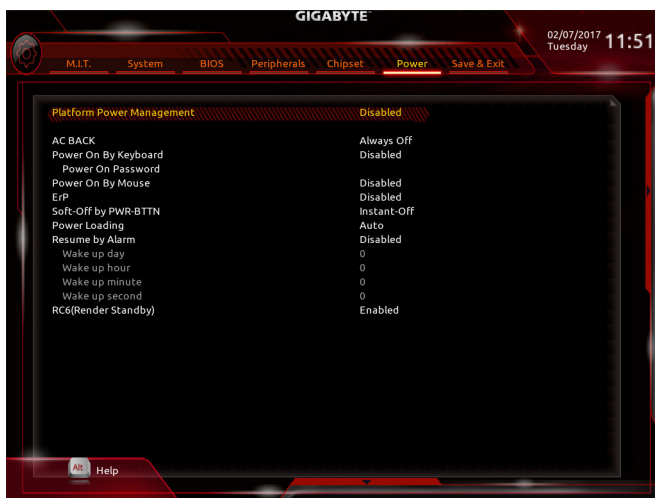 GIGABYTE™
02/07/2017 Tuesday 11:51
M.I.T. System BIOS Peripherals Chipset Power Save & Exit
Platform Power Management Disabled
AC BACK Always Off
Power On By Keyboard Disabled
Power On Password
Power On By Mouse Disabled
ErP Disabled
Soft-Off by PWR-BTTN Instant-Off
Power Loading Auto
Resume by Alarm Disabled
Wake up day 0
Wake up hour 0
Wake up minute 0
Wake up second 0
RC6(Render Standby) Enabled
Alt Help